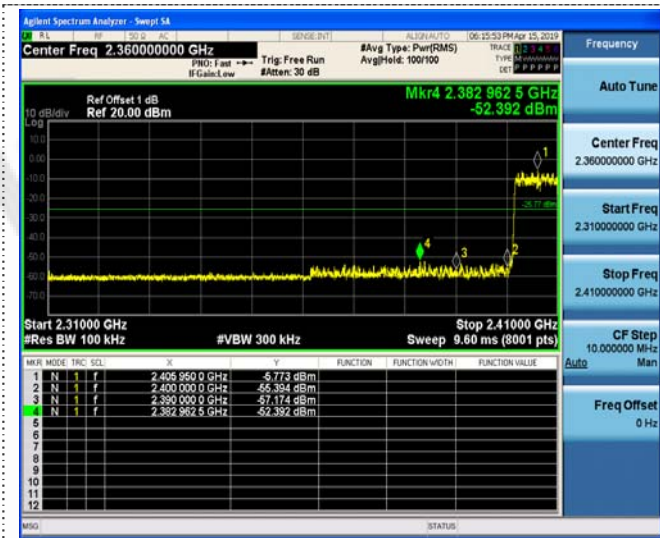 Agilent Spectrum Analyzer - Swept SA
RL RF 50 Ω AC SENSE:INT ALIGN AUTO 06:15:53 PM Apr 15, 2019
Center Freq 2.360000000 GHz
PNO: Fast
IFGain:Low
Trig: Free Run
#Atten: 30 dB
#Avg Type: Pwr(RMS)
Avg|Hold: 100/100
TRACE 1 2 3 4 5 6
TYPE
DET P P P P P P
Ref Offset 1 dB
Ref 20.00 dBm
10 dB/div
Log
Mkr4 2.382 962 5 GHz
-52.392 dBm
10.0
0.00
-10.0
-20.0
-30.0
-40.0
-50.0
-60.0
-70.0
1
-25.77 dBm
4
3
2
Start 2.31000 GHz
Stop 2.41000 GHz
#Res BW 100 kHz
#VBW 300 kHz
Sweep 9.60 ms (8001 pts)
MKR MODE TRC SCL X Y FUNCTION FUNCTION WIDTH FUNCTION VALUE
1 N 1 f 2.405 950 0 GHz -5.773 dBm
2 N 1 f 2.400 000 0 GHz -55.394 dBm
3 N 1 f 2.390 000 0 GHz -57.174 dBm
4 N 1 f 2.382 962 5 GHz -52.392 dBm
5
6
7
8
9
10
11
12
MSG STATUS
Frequency
Auto Tune
Center Freq
2.360000000 GHz
Start Freq
2.310000000 GHz
Stop Freq
2.410000000 GHz
CF Step
10.000000 MHz
Auto Man
Freq Offset
0 Hz